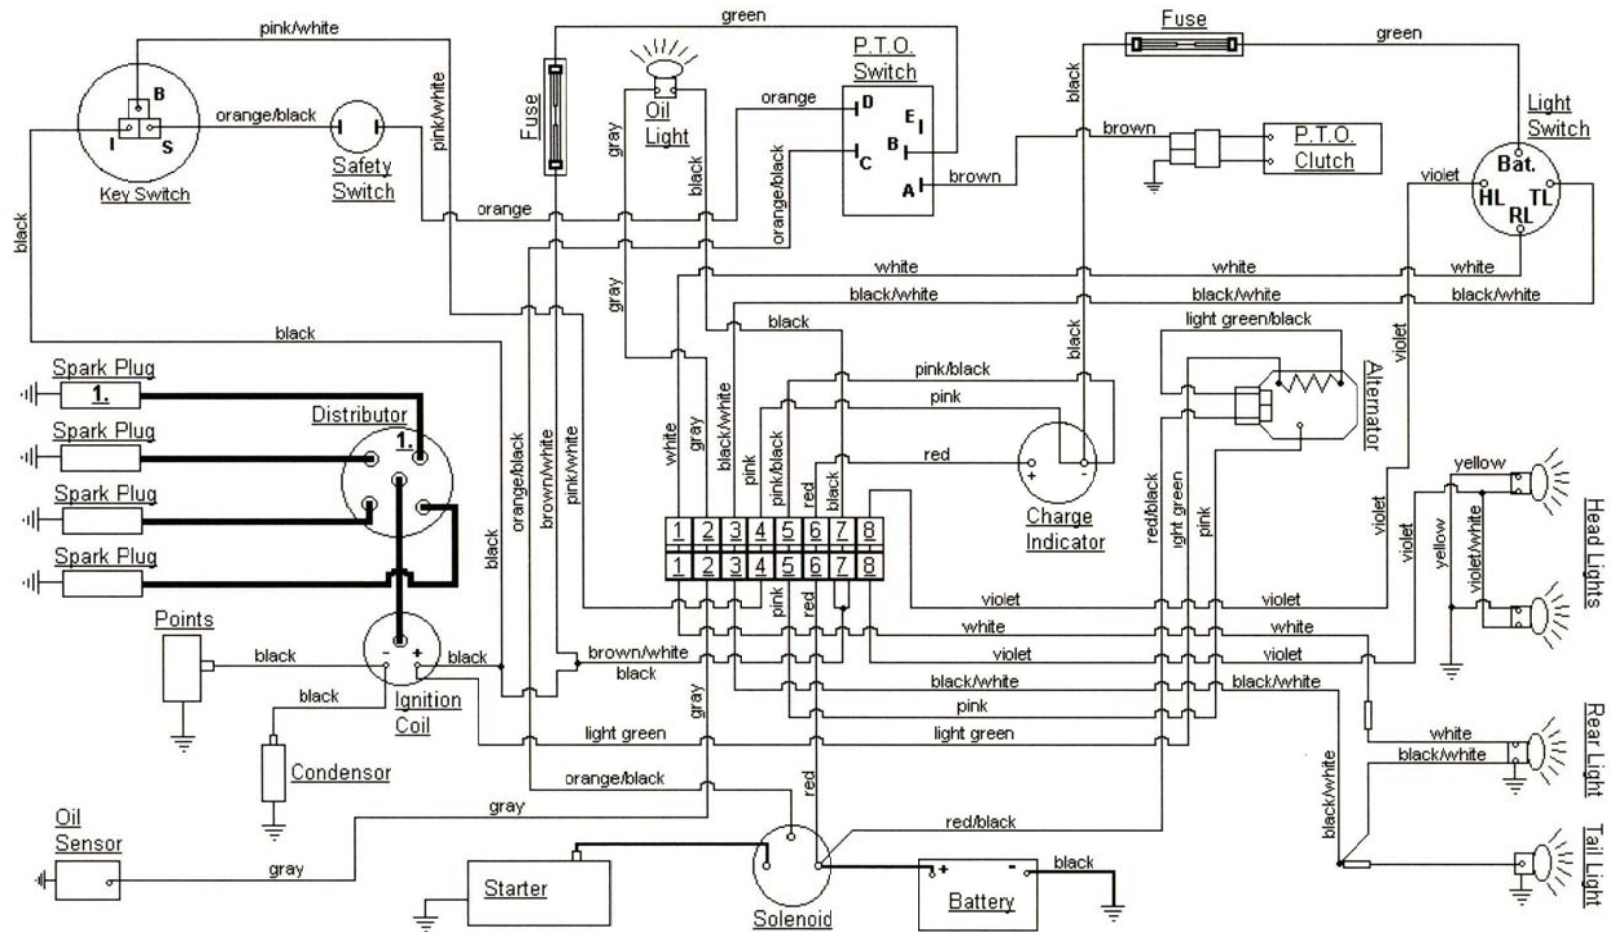 pink/white
green
Fuse
green
P.T.O.
Switch
Oil
Light
Fuse
pink/white
B
I
S
Key Switch
orange/black
Safety
Switch
orange
orange
gray
black
D
E
B
C
A
orange/black
brown
brown
black
P.T.O.
Clutch
Light
Switch
Bat.
HL
TL
RL
violet
black
white
white
white
black/white
black/white
black/white
gray
black
black
light green/black
violet
black
Alternator
pink/black
pink
red
+
-
Charge
Indicator
Spark Plug
1.
Spark Plug
Spark Plug
Spark Plug
Distributor
1.
black
orange/black
brown/white
pink/white
white
gray
black/white
pink
pink/black
red
black
1 2 3 4 5 6 7 8
1 2 3 4 5 6 7 8
pink
red
red/black
ight green
pink
violet
violet
yellow
yellow
violet/white
Head Lights
violet
violet
white
white
violet
violet
Points
black
- +
black
Ignition
Coil
black
Condensor
brown/white
black
gray
black/white
black/white
pink
light green
light green
orange/black
red
gray
Oil
Sensor
gray
red/black
Starter
Solenoid
+ -
Battery
black
white
black/white
black/white
Rear Light
Tail Light